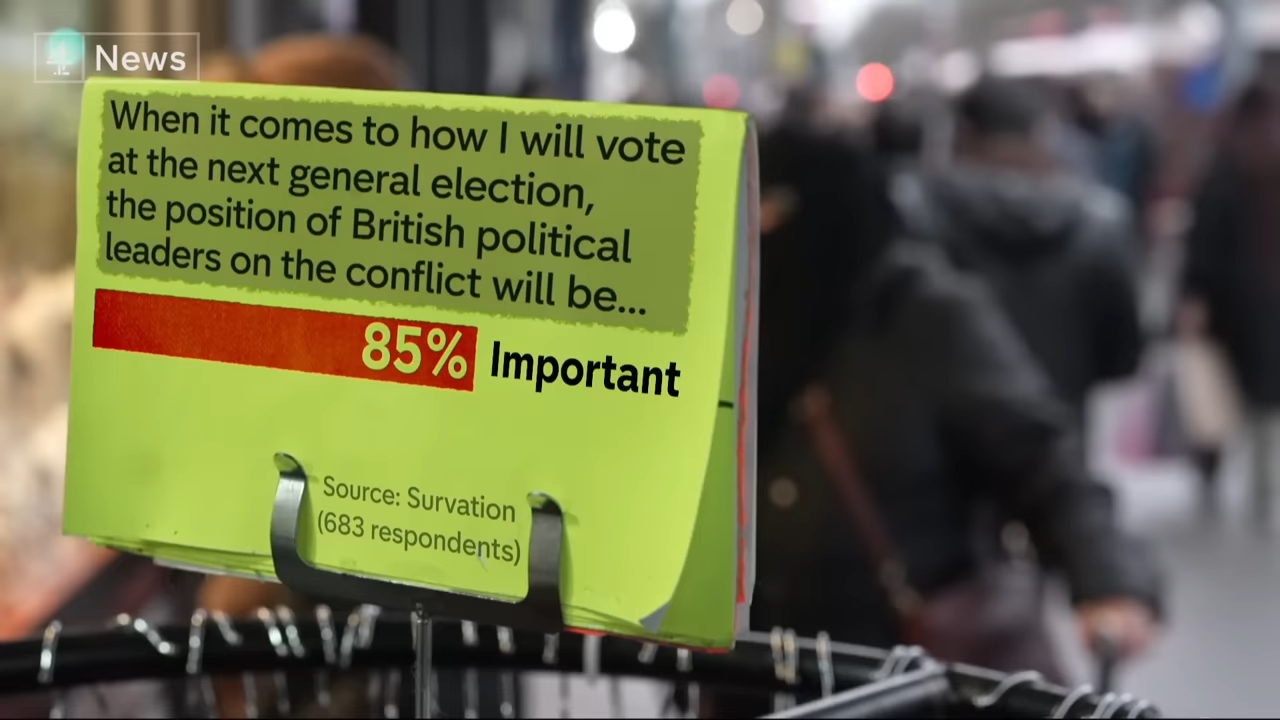 4 News
When it comes to how I will vote
at the next general election,
the position of British political
leaders on the conflict will be...
85% Important
Source: Survation
(683 respondents)